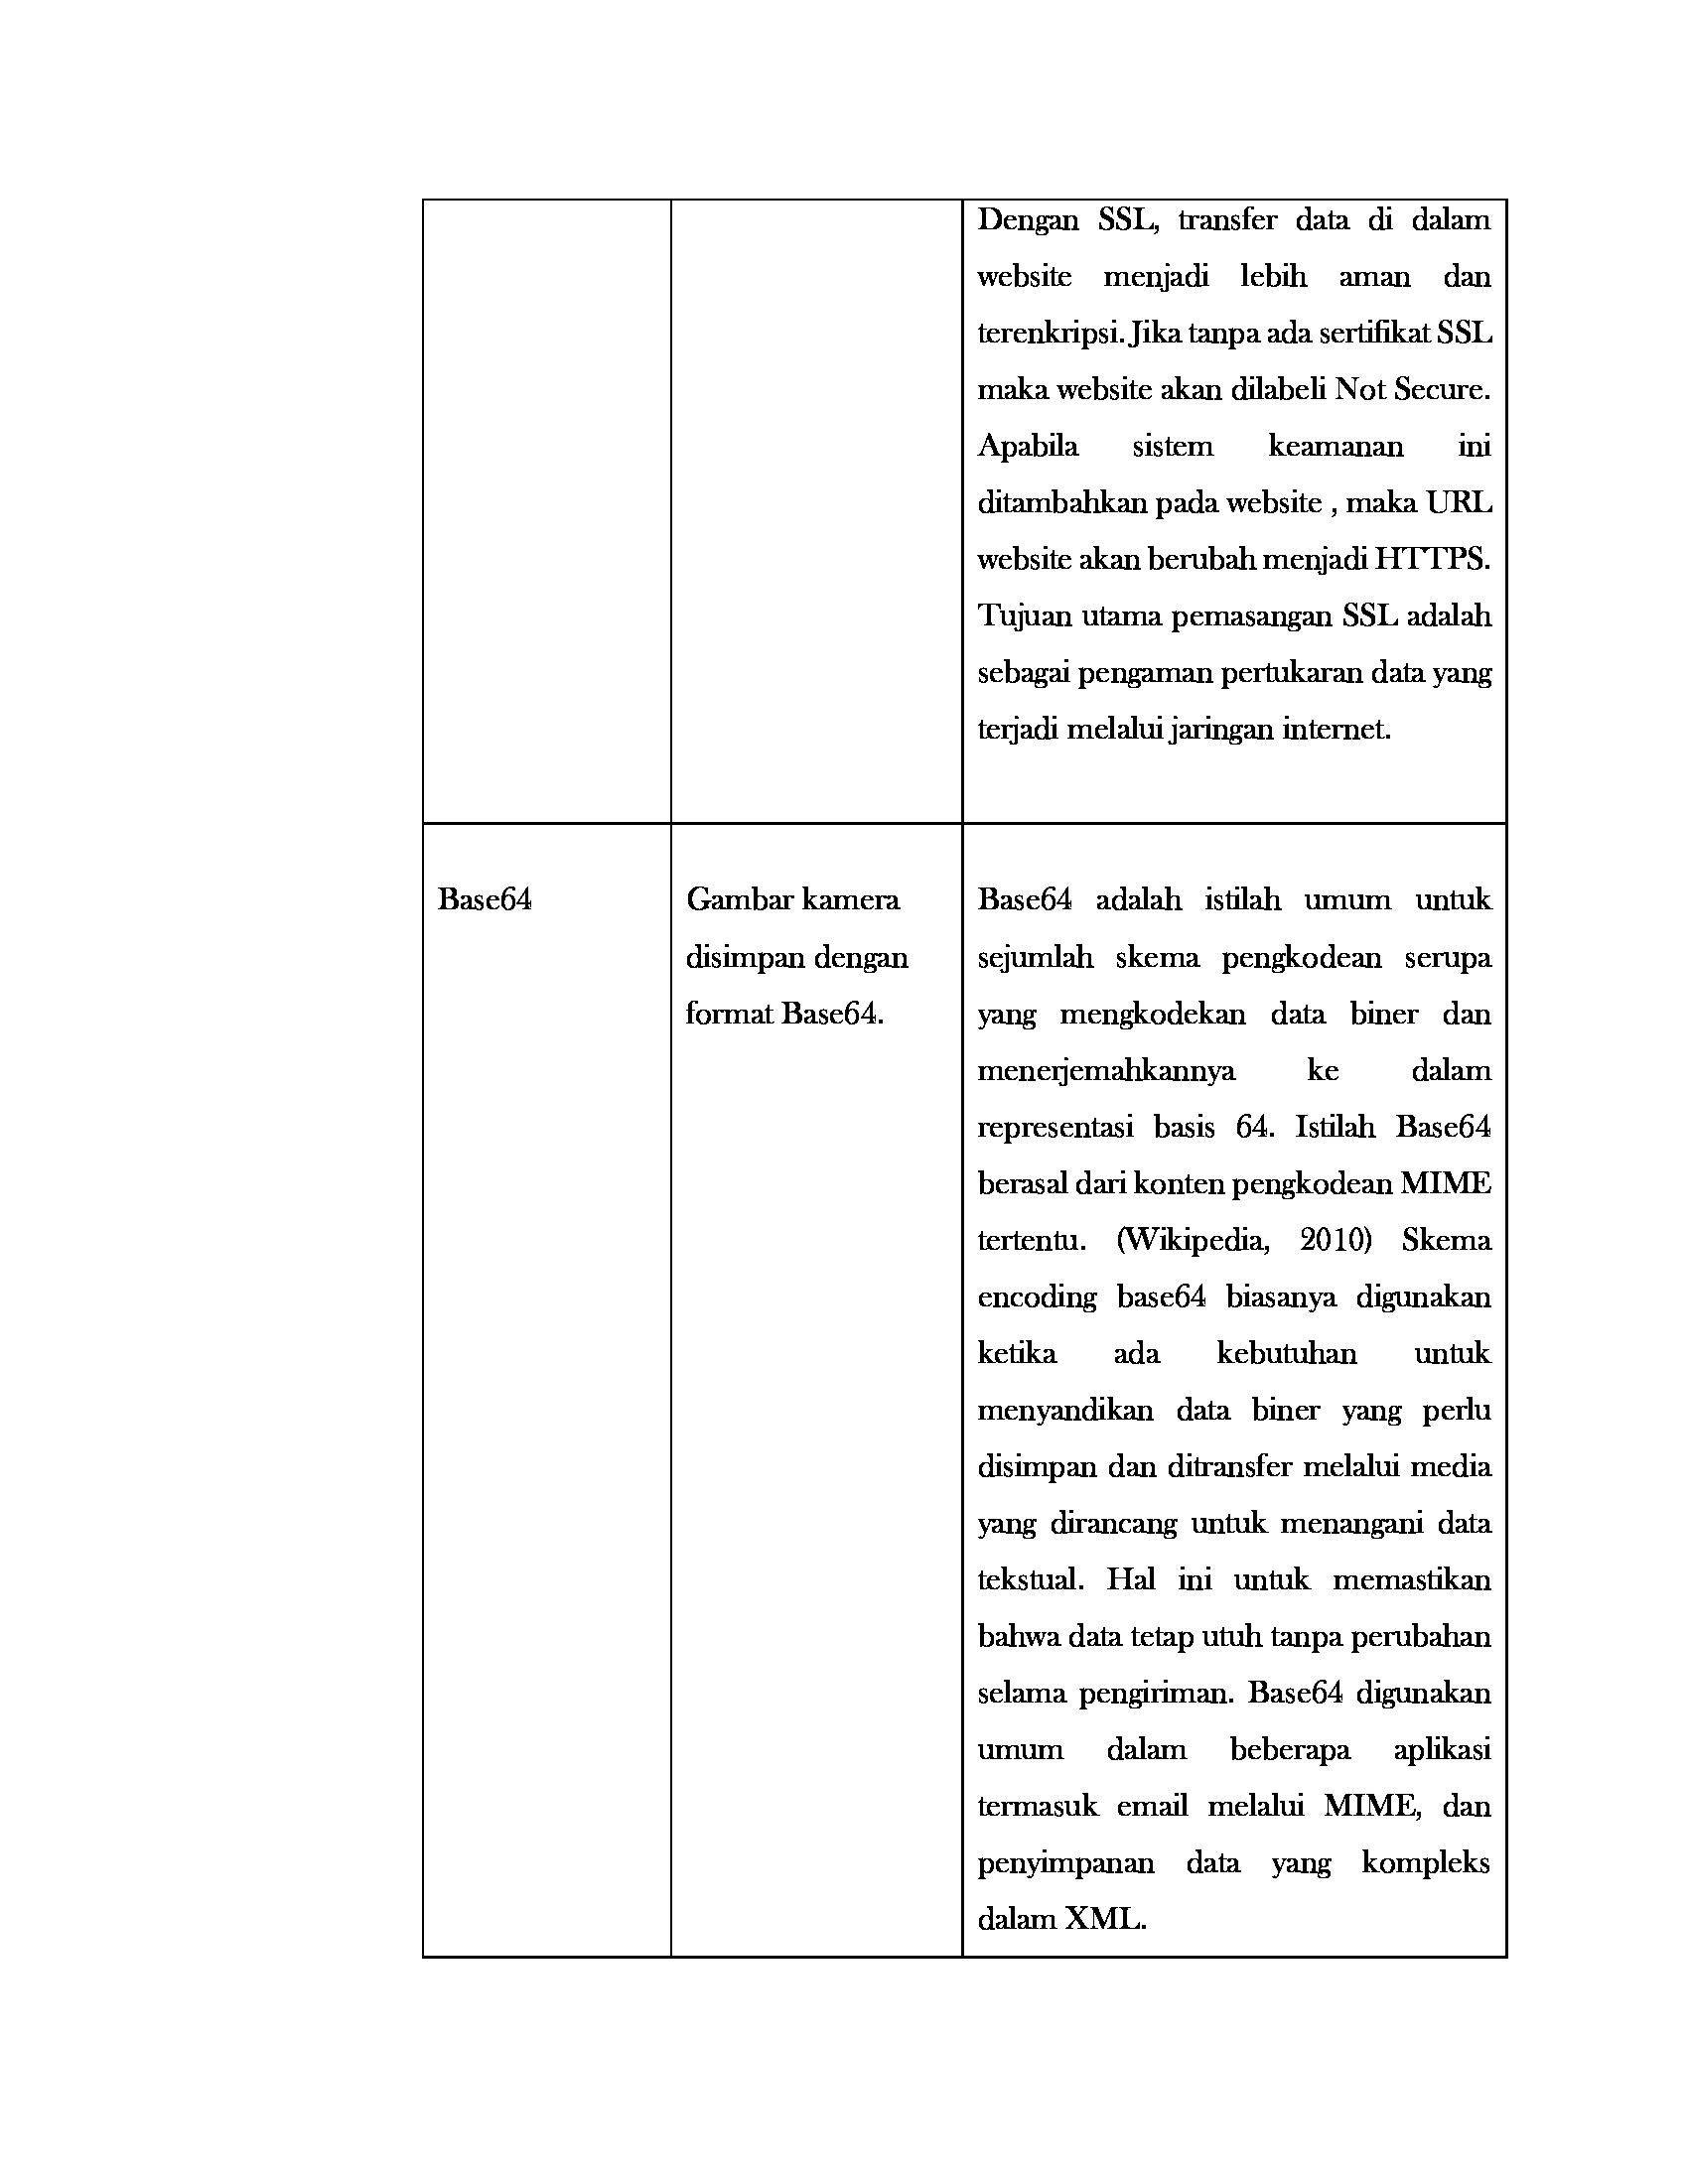 Dengan SSL, transfer data di dalam
website menjadi lebih aman dan
terenkripsi. Jika tanpa ada sertifikat SSL
maka website akan dilabeli Not Secure.
Apabila sistem keamanan ini
ditambahkan pada website , maka URL
website akan berubah menjadi HTTPS.
Tujuan utama pemasangan SSL adalah
sebagai pengaman pertukaran data yang
terjadi melalui jaringan internet.
Base64
Gambar kamera
disimpan dengan
format Base64.
Base64 adalah istilah umum untuk
sejumlah skema pengkodean serupa
yang mengkodekan data biner dan
menerjemahkannya ke dalam
representasi basis 64. Istilah Base64
berasal dari konten pengkodean MIME
tertentu. (Wikipedia, 2010) Skema
encoding base64 biasanya digunakan
ketika ada kebutuhan untuk
menyandikan data biner yang perlu
disimpan dan ditransfer melalui media
yang dirancang untuk menangani data
tekstual. Hal ini untuk memastikan
bahwa data tetap utuh tanpa perubahan
selama pengiriman. Base64 digunakan
umum dalam beberapa aplikasi
termasuk email melalui MIME, dan
penyimpanan data yang kompleks
dalam XML.